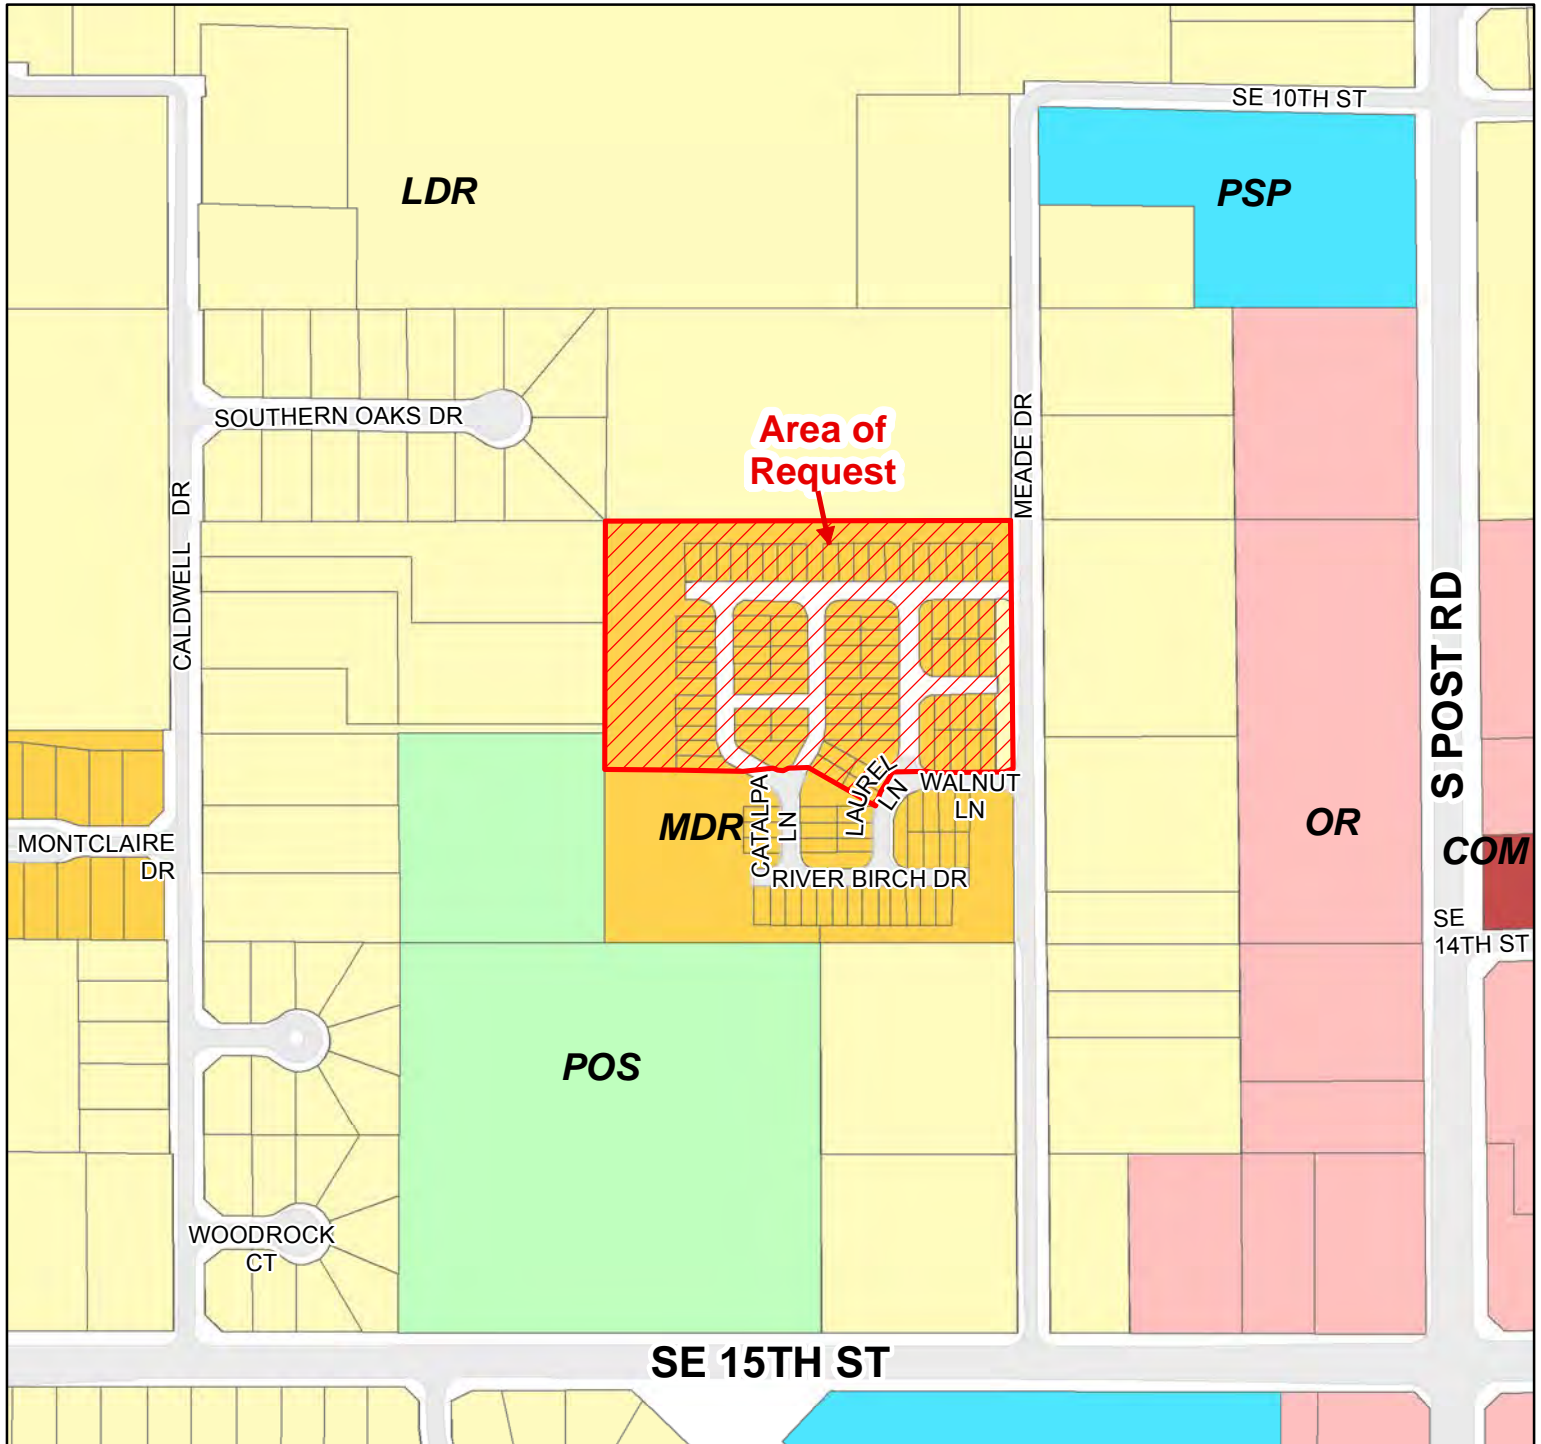 SE 10TH ST
LDR
PSP
SOUTHERN OAKS DR
Area of
Request
MEADE DR
CALDWELL DR
S POST RD
CATALPA
LN
LAUREL
LN
WALNUT
LN
MDR
OR
COM
MONTCLAIRE
DR
RIVER BIRCH DR
SE
14TH ST
POS
WOODROCK
CT
SE 15TH ST